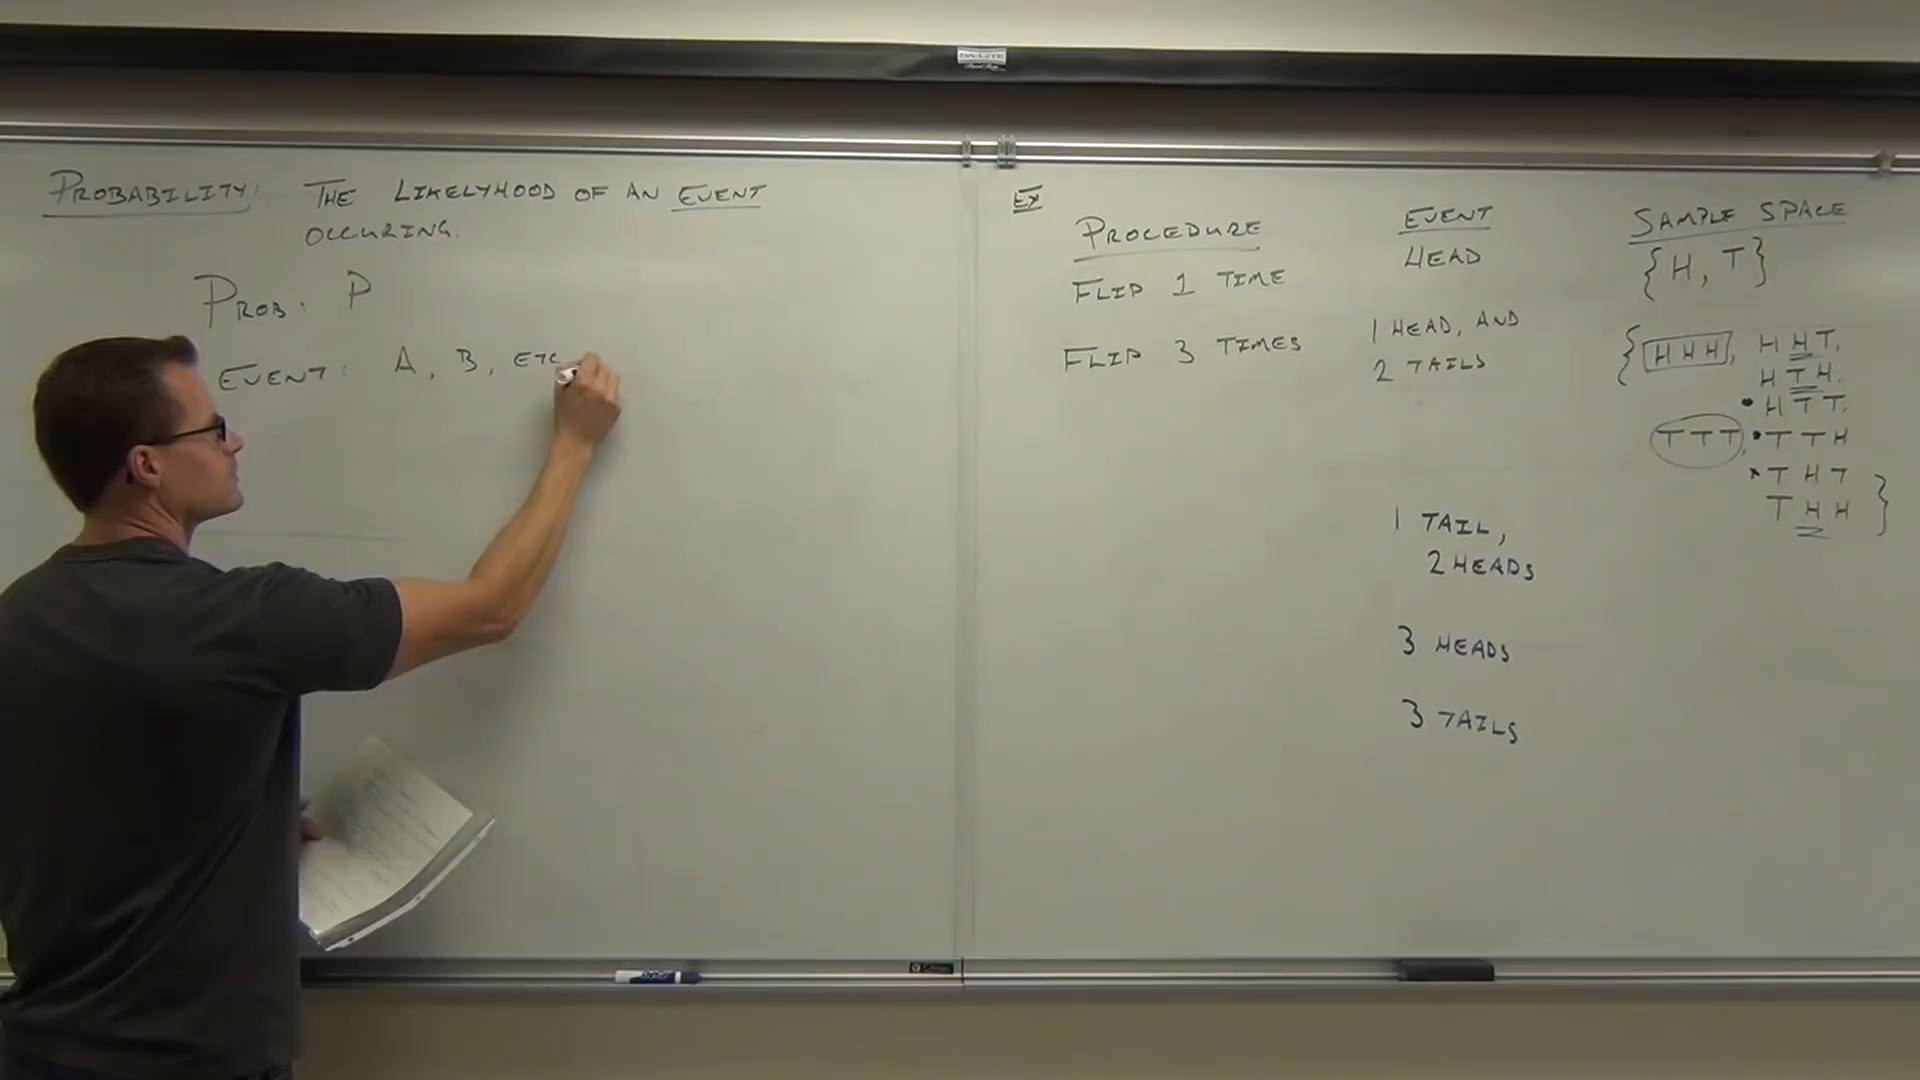 DA-LITE
PROBABILITY: THE LIKELYHOOD OF AN EVENT
OCCURING.
PROB: P
EVENT: A, B, ETC
EX
PROCEDURE
FLIP 1 TIME
FLIP 3 TIMES
EVENT
HEAD
1 HEAD, AND
2 TAILS
1 TAIL,
2 HEADS
3 HEADS
3 TAILS
SAMPLE SPACE
{H, T}
{HHH, HHT,
HTH.
• HTT.
TTT, • TTH
• THT
THH }